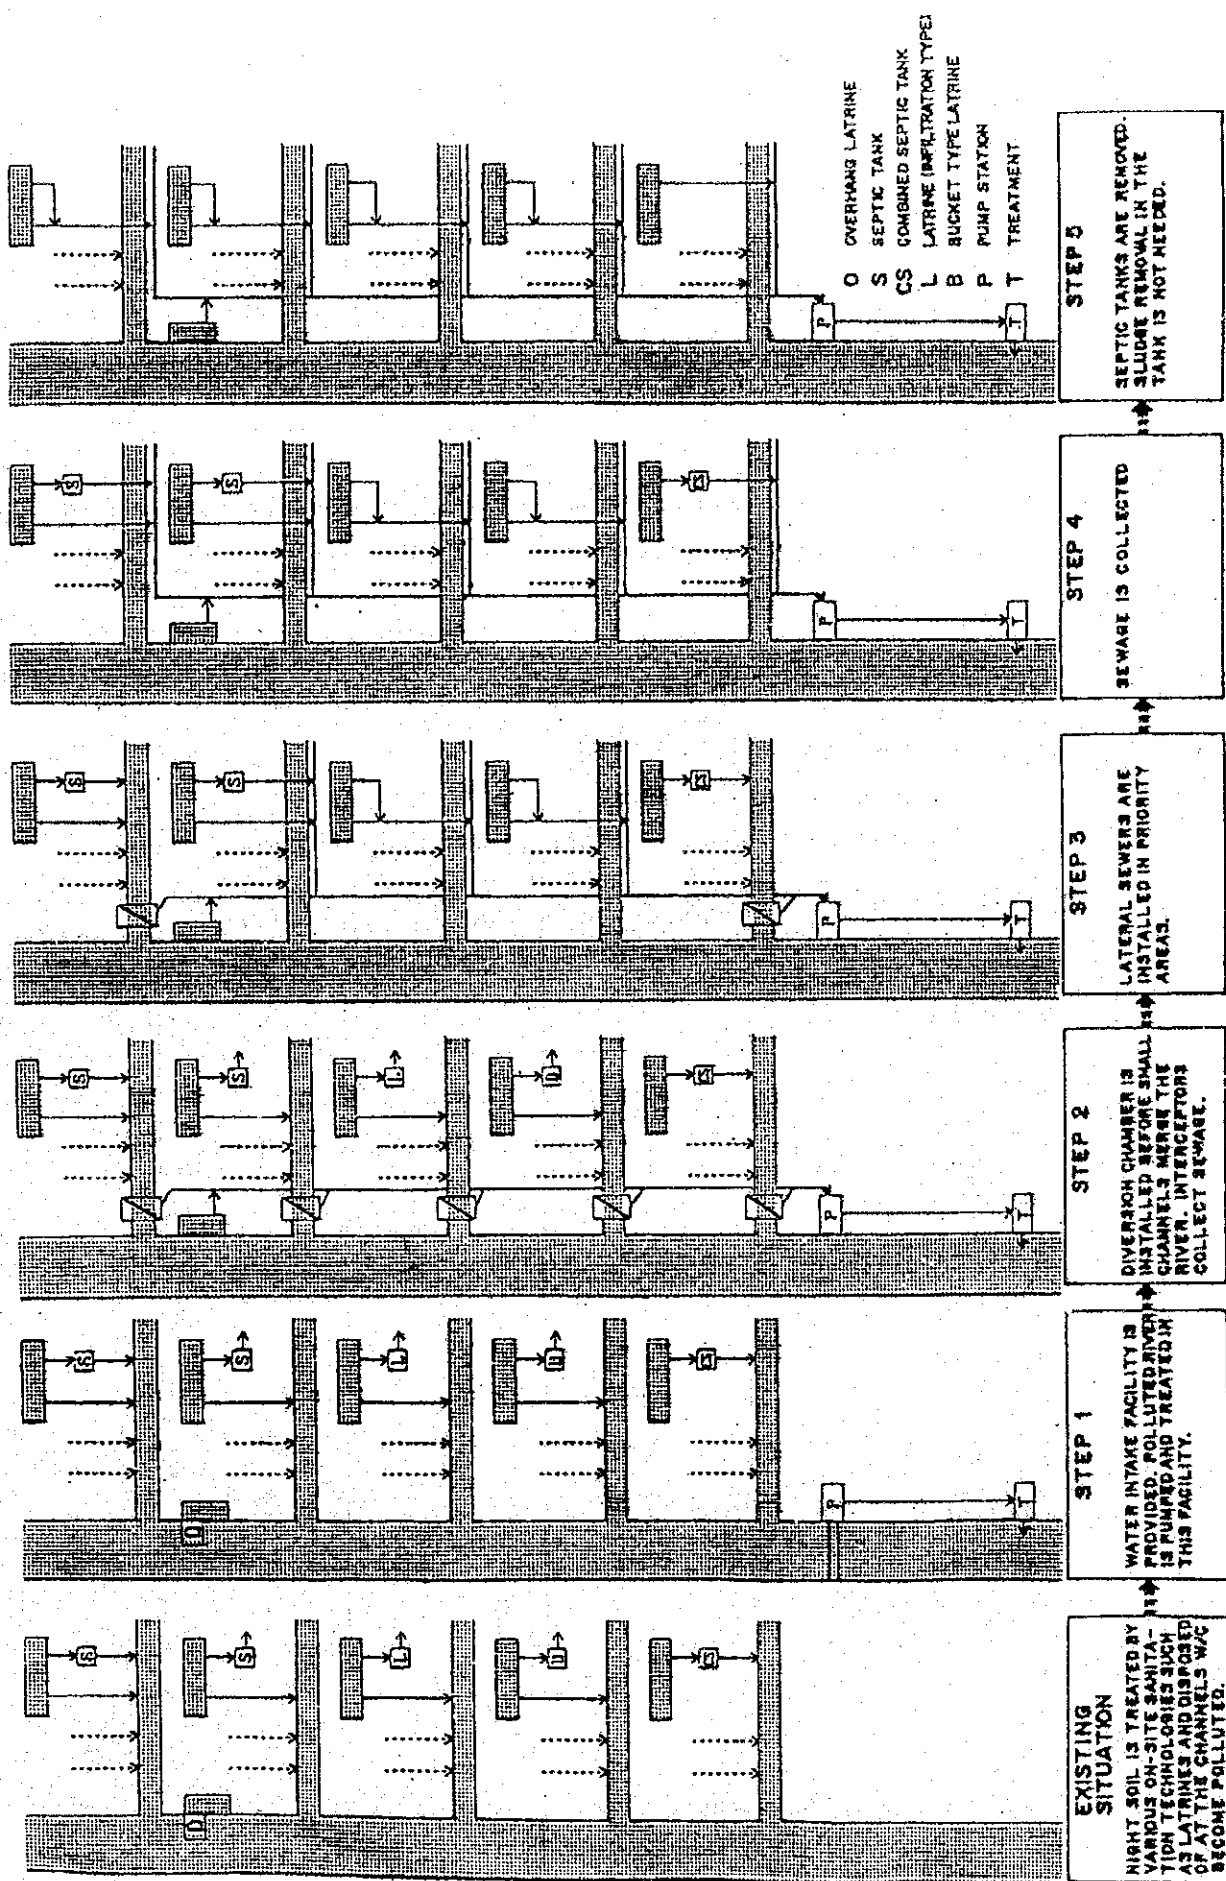 EXISTING
SITUATION
NIGHT SOIL IS TREATED BY
VARIOUS ON-SITE SANITA-
TION TECHNOLOGIES SUCH
AS LATRINES AND DISPOSED
OF AT THE CHANNELS W/C
BECOME POLLUTED.
STEP 1
WATER INTAKE FACILITY IS
PROVIDED. POLLUTED RIVER
IS PUMPED AND TREATED IN
THIS FACILITY.
STEP 2
DIVERSION CHAMBER IS
INSTALLED BEFORE SMALL
CHANNELS MERGE THE
RIVER. INTERCEPTORS
COLLECT SEWAGE.
STEP 3
LATERAL SEWERS ARE
INSTALLED IN PRIORITY
AREAS.
STEP 4
SEWAGE IS COLLECTED
STEP 5
SEPTIC TANKS ARE REMOVED.
SLUDGE REMOVAL IN THE
TANK IS NOT NEEDED.
O OVERHANG LATRINE
S SEPTIC TANK
CS COMBINED SEPTIC TANK
L LATRINE (INFILTRATION TYPE)
B BUCKET TYPE LATRINE
P PUMP STATION
T TREATMENT
S
S
L
CS
S
S
L
CS
P
T
S
S
L
CS
P
T
S
S
CS
P
T
S
S
CS
P
T
P
T